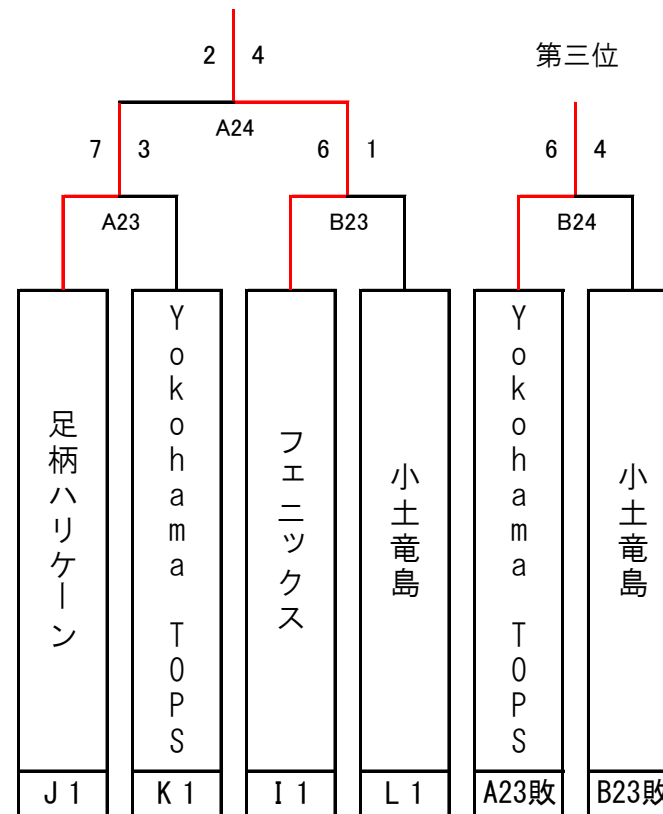 2 4
第三位
A24
7 3
6 1
6 4
A23
B23
B24
足柄ハリケーン
Yokohama TOPS
フェニックス
小土竜島
Yokohama TOPS
小土竜島
J1
K1
I1
L1
A23敗
B23敗